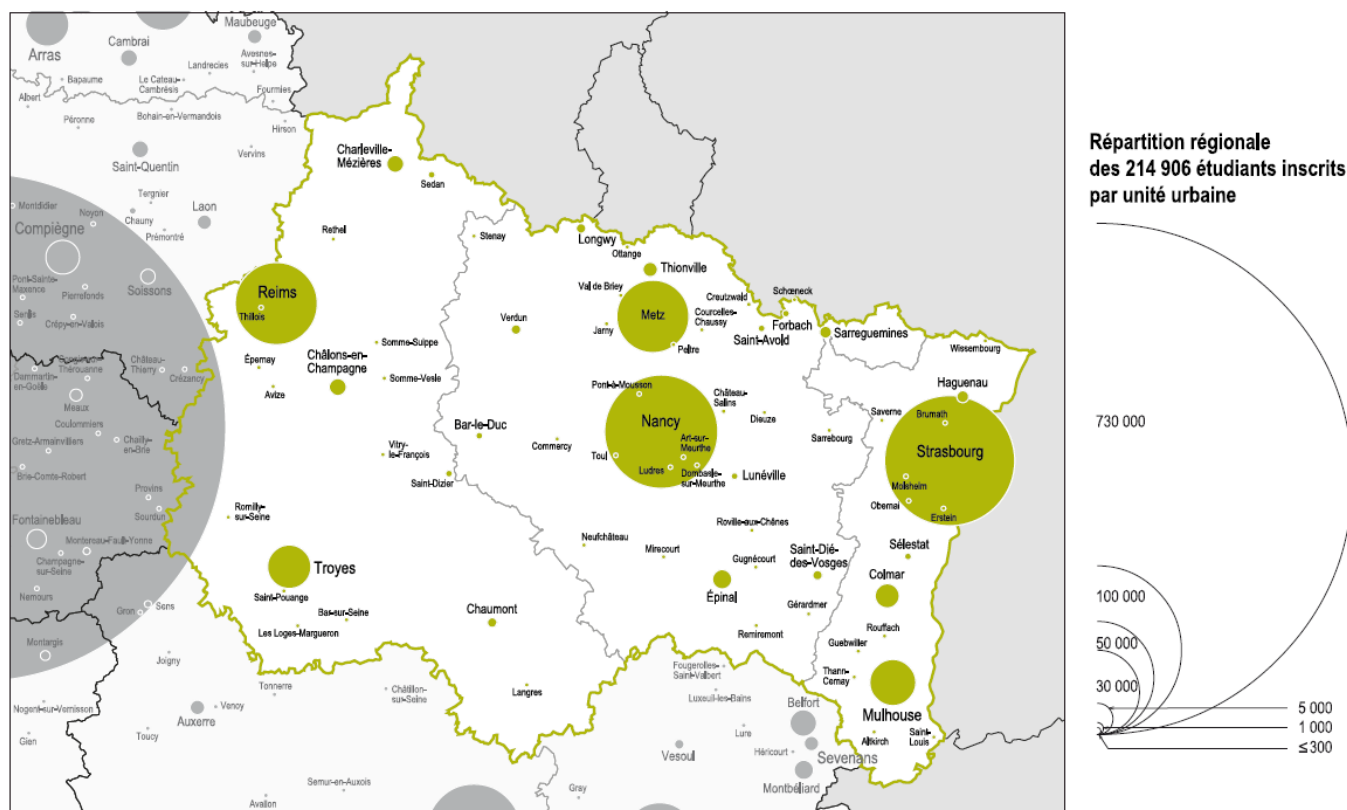 Maubeuge
Arras
Cambrai
Avesnes-
sur-Helpe
Landrecies
Bapaume
Le Cateau-
Cambrésis
Fourmies
Albert
Bohain-en-Vermandois
Péronne
Hirson
Charleville-
Mézières
Vervins
Saint-Quentin
Sedan
Tergnier
Laon
Noyon
Montdidier
Chauny
Compiègne
Prémontré
Rethel
Stenay
Longwy
Ottange
Thionville
Pont-Sainte-
Maxence
Soissons
Pierrefonds
Senlis
Crépy-en-Valois
Reims
Thillois
Val de Briey
Creutzwald
Schœneck
Metz
Courcelles-
Chaussy
Forbach
Verdun
Jarny
Saint-Avold
Sarreguemines
Peltre
Wissembourg
Somme-Suippe
Épernay
Châlons-en-
Champagne
Château-
Thierry
Crézancy
Dammartin-
en-Goële
Somme-Vesle
Avize
Meaux
Pont-à-Mousson
Château-
Salins
Haguenau
Coulommiers
Nancy
Dieuze
Saverne
Brumath
Bar-le-Duc
Sarrebourg
Gretz-Armainvilliers
Chailly-
en-Brie
Commercy
Art-sur-
Meurthe
Strasbourg
Vitry-
le-François
Toul
Ludres
Dombasle-
sur-Meurthe
Lunéville
Brie-Comte-Robert
Saint-Dizier
Molsheim
Provins
Obernai
Erstein
Sourdun
Romilly-
sur-Seine
Fontainebleau
Montereau-Fault-Yonne
Roville-aux-Chênes
Neufchâteau
Mirecourt
Gugnécourt
Saint-Dié-
des-Vosges
Sélestat
Champagne-
sur-Seine
Troyes
Colmar
Nemours
Saint-Pouange
Épinal
Gron
Sens
Bar-sur-Seine
Chaumont
Gérardmer
Les Loges-Margueron
Remiremont
Rouffach
Montargis
Guebwiller
Joigny
Fougerolles-
Saint-Valbert
Thann-
Cernay
Langres
Tonnerre
Châtillon-
sur-Seine
Luxeuil-les-Bains
Belfort
Mulhouse
Nogent-sur-Vernisson
Venoy
Auxerre
Toucy
Lure
Altkirch
Saint-
Louis
Gien
Vesoul
Héricourt
Sevenans
Montbéliard
Semur-en-Auxois
Avallon
Gray
Répartition régionale
des 214 906 étudiants inscrits
par unité urbaine
730 000
100 000
50 000
30 000
5 000
1 000
≤ 300